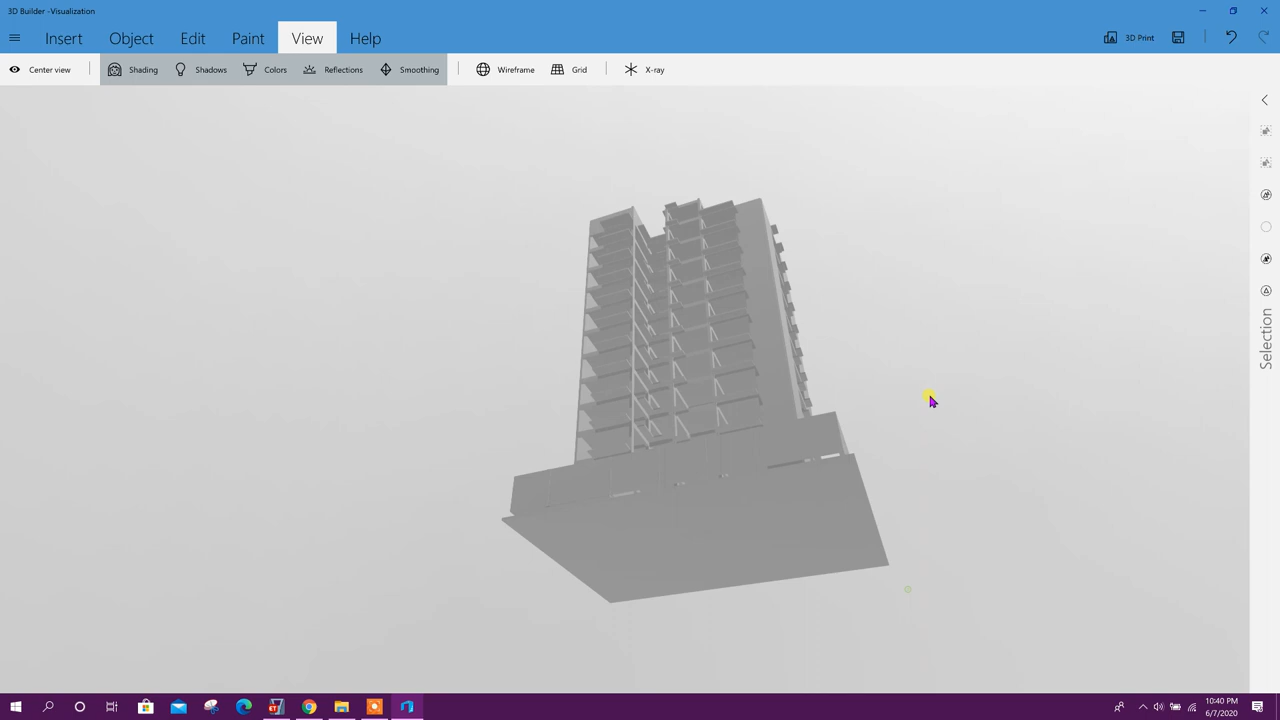 3D Builder -Visualization
Insert Object Edit Paint View Help 3D Print
Center view Shading Shadows Colors Reflections Smoothing Wireframe Grid X-ray
Selection
10:40 PM
6/7/2020